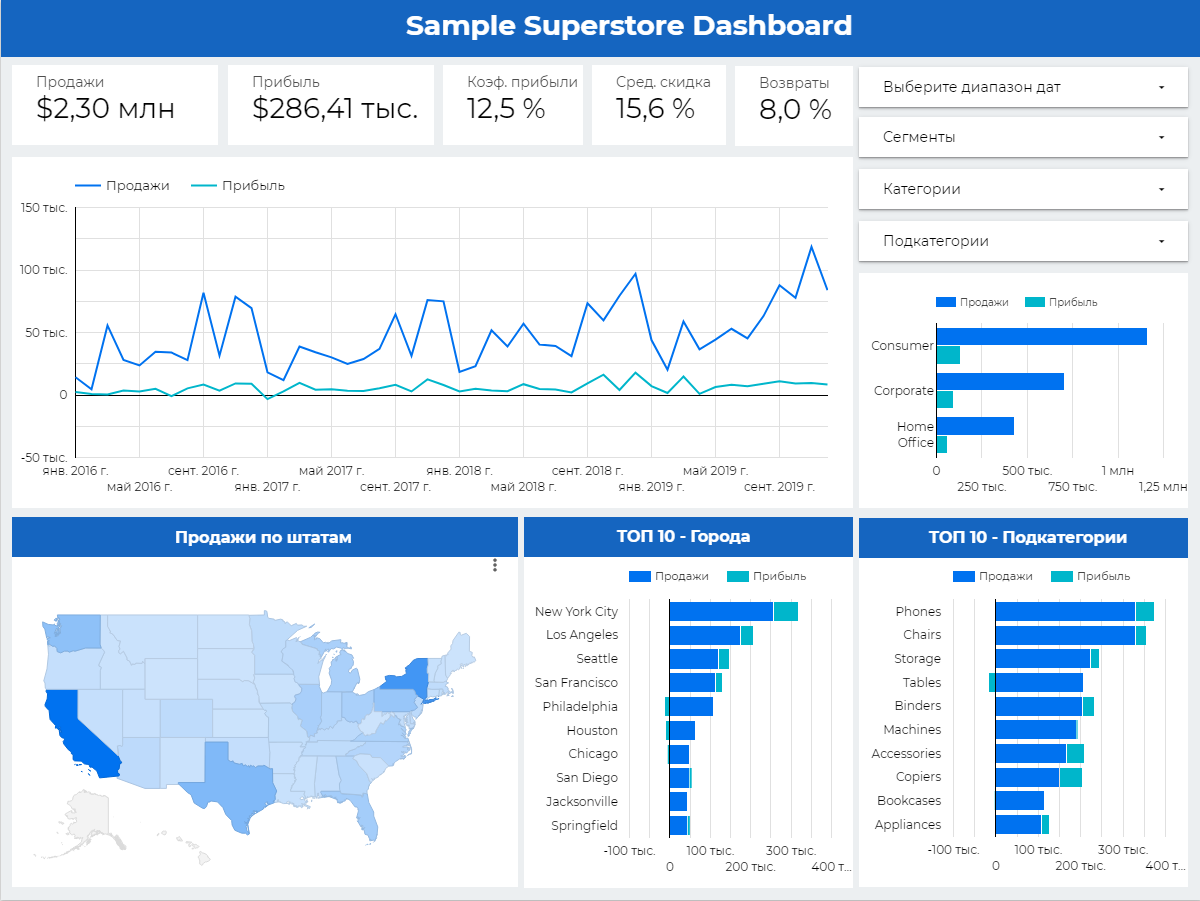 Sample Superstore Dashboard
Продажи
$2,30 млн
Прибыль
$286,41 тыс.
Коэф. прибыли
12,5 %
Сред. скидка
15,6 %
Возвраты
8,0 %
Выберите диапазон дат
Сегменты
Категории
Подкатегории
Продажи Прибыль
150 тыс.
100 тыс.
50 тыс.
0
-50 тыс.
янв. 2016 г. сент. 2016 г. май 2017 г. янв. 2018 г. сент. 2018 г. май 2019 г.
май 2016 г. янв. 2017 г. сент. 2017 г. май 2018 г. янв. 2019 г. сент. 2019 г.
Продажи Прибыль
Consumer
Corporate
Home
Office
0 500 тыс. 1 млн
250 тыс. 750 тыс. 1,25 млн
Продажи по штатам
ТОП 10 - Города
Продажи Прибыль
New York City
Los Angeles
Seattle
San Francisco
Philadelphia
Houston
Chicago
San Diego
Jacksonville
Springfield
-100 тыс. 100 тыс. 300 тыс.
0 200 тыс. 400 т...
ТОП 10 - Подкатегории
Продажи Прибыль
Phones
Chairs
Storage
Tables
Binders
Machines
Accessories
Copiers
Bookcases
Appliances
-100 тыс. 100 тыс. 300 тыс.
0 200 тыс. 400 т...